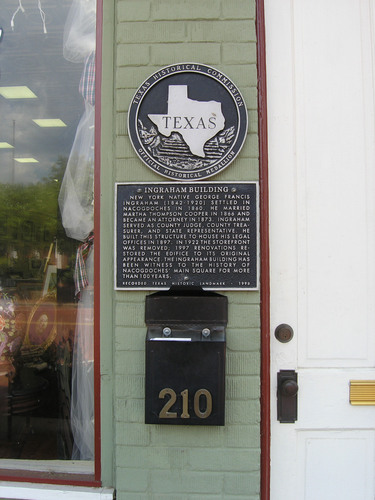 TEXAS HISTORICAL COMMISSION
TEXAS
OFFICIAL HISTORICAL MEDALLION
INGRAHAM BUILDING
NEW YORK NATIVE GEORGE FRANCIS
INGRAHAM (1842-1920) SETTLED IN
NACOGDOCHES IN 1860. HE MARRIED
MARTHA THOMPSON COOPER IN 1866 AND
BECAME AN ATTORNEY IN 1873. INGRAHAM
SERVED AS COUNTY JUDGE, COUNTY TREA-
SURER, AND STATE REPRESENTATIVE. HE
BUILT THIS STRUCTURE TO HOUSE HIS LAW
OFFICES IN 1897. IN 1922 THE STOREFRONT
WAS REMOVED; 1997 RENOVATIONS RE-
STORED THE EDIFICE TO ITS ORIGINAL
APPEARANCE. THE INGRAHAM BUILDING HAS
BEEN WITNESS TO THE HISTORY OF
NACOGDOCHES' MAIN SQUARE FOR MORE
THAN 100 YEARS.
RECORDED TEXAS HISTORIC LANDMARK - 1998
210